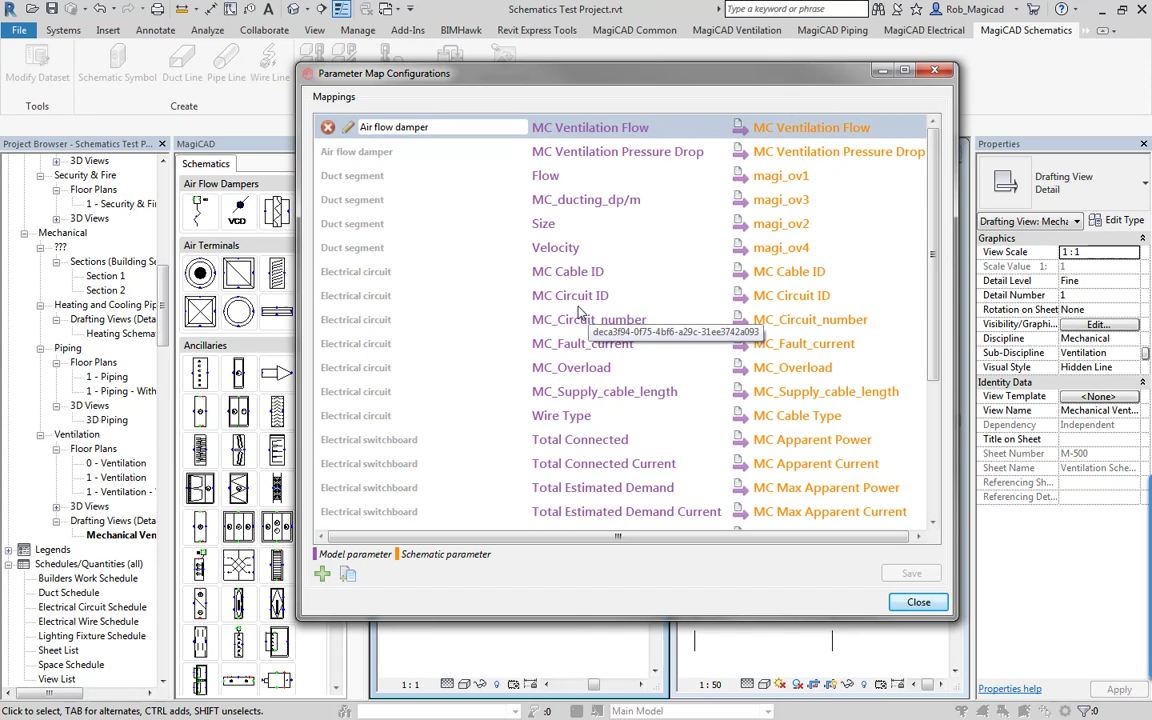 Schematics Test Project.rvt
Type a keyword or phrase
Rob_Magicad
File
Systems
Insert
Annotate
Analyze
Collaborate
View
Manage
Add-Ins
BIMHawk
Revit Express Tools
MagiCAD Common
MagiCAD Ventilation
MagiCAD Piping
MagiCAD Electrical
MagiCAD Schematics
Modify Dataset
Schematic Symbol
Duct Line
Pipe Line
Wire Line
Tools
Create
Project Browser - Schematics Test P...
3D Views
Security & Fire
Floor Plans
1 - Security & Fi
3D Views
Mechanical
???
Sections (Building Se
Section 1
Section 2
Heating and Cooling Pip
Drafting Views (Detai
Heating Schema
Piping
Floor Plans
1 - Piping
1 - Piping - With
3D Views
3D Piping
Ventilation
Floor Plans
0 - Ventilation
1 - Ventilation
1 - Ventilation -
3D Views
Drafting Views (Deta
Mechanical Ven
Legends
Schedules/Quantities (all)
Builders Work Schedule
Duct Schedule
Electrical Circuit Schedule
Electrical Wire Schedule
Lighting Fixture Schedule
Sheet List
Space Schedule
View List
MagiCAD
Schematics
Air Flow Dampers
VCD
Air Terminals
Ancillaries
Parameter Map Configurations
Mappings
Air flow damper MC Ventilation Flow MC Ventilation Flow
Air flow damper MC Ventilation Pressure Drop MC Ventilation Pressure Drop
Duct segment Flow magi_ov1
Duct segment MC_ducting_dp/m magi_ov3
Duct segment Size magi_ov2
Duct segment Velocity magi_ov4
Electrical circuit MC Cable ID MC Cable ID
Electrical circuit MC Circuit ID MC Circuit ID
Electrical circuit MC_Circuit_number MC_Circuit_number
deca3f94-0f75-4bf6-a29c-31ee3742a093
Electrical circuit MC_Fault_current MC_Fault_current
Electrical circuit MC_Overload MC_Overload
Electrical circuit MC_Supply_cable_length MC_Supply_cable_length
Electrical circuit Wire Type MC Cable Type
Electrical switchboard Total Connected MC Apparent Power
Electrical switchboard Total Connected Current MC Apparent Current
Electrical switchboard Total Estimated Demand MC Max Apparent Power
Electrical switchboard Total Estimated Demand Current MC Max Apparent Current
Model parameter Schematic parameter
Save
Close
Properties
Drafting View
Detail
Drafting View: Mecha
Edit Type
Graphics
View Scale 1 : 1
Scale Value 1: 1
Detail Level Fine
Detail Number 1
Rotation on Sheet None
Visibility/Graphi... Edit...
Discipline Mechanical
Sub-Discipline Ventilation
Visual Style Hidden Line
Identity Data
View Template <None>
View Name Mechanical Vent...
Dependency Independent
Title on Sheet
Sheet Number M-500
Sheet Name Ventilation Sche...
Referencing Sh...
Referencing Det...
Properties help
Apply
1 : 1
1 : 50
Click to select, TAB for alternates, CTRL adds, SHIFT unselects.
:0
Main Model
:0